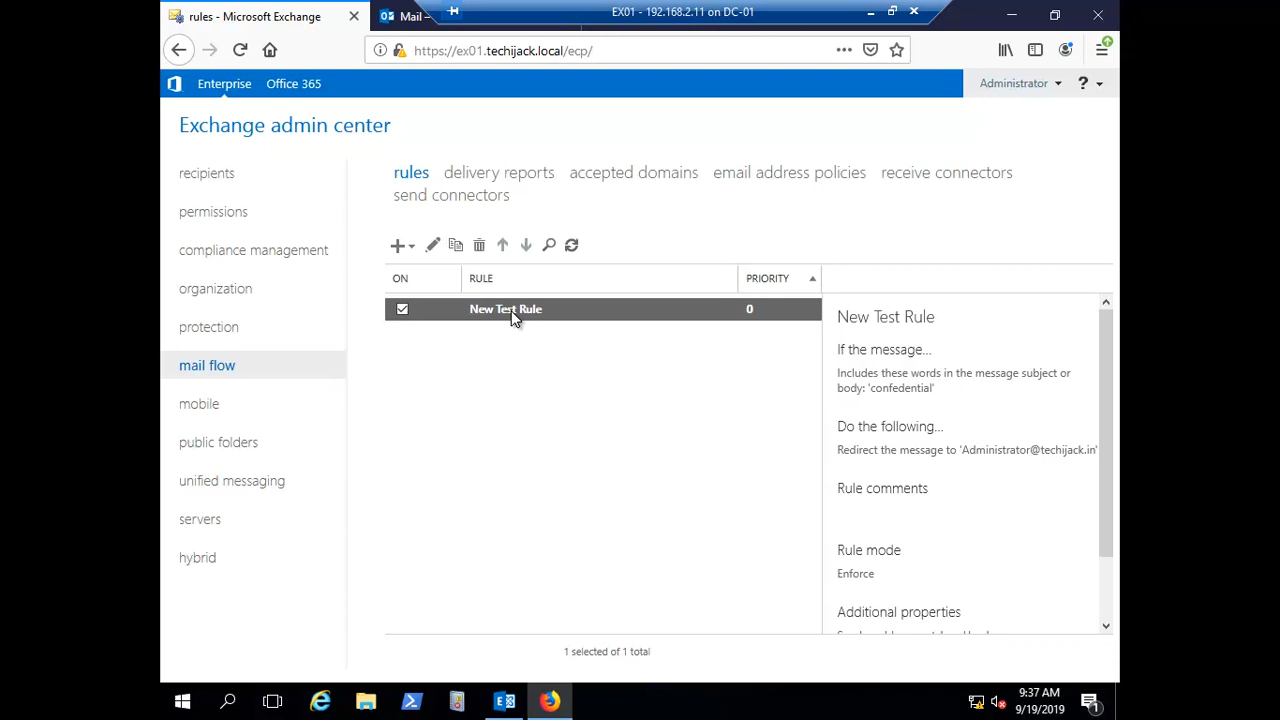 rules - Microsoft Exchange
Mail –
EX01 - 192.168.2.11 on DC-01
https://ex01.techijack.local/ecp/
Enterprise Office 365
Administrator ?
Exchange admin center
recipients
permissions
compliance management
organization
protection
mail flow
mobile
public folders
unified messaging
servers
hybrid
rules delivery reports accepted domains email address policies receive connectors
send connectors
ON RULE PRIORITY
New Test Rule 0
New Test Rule
If the message...
Includes these words in the message subject or
body: 'confedential'
Do the following...
Redirect the message to 'Administrator@techijack.in'
Rule comments
Rule mode
Enforce
Additional properties
1 selected of 1 total
9:37 AM
9/19/2019
1